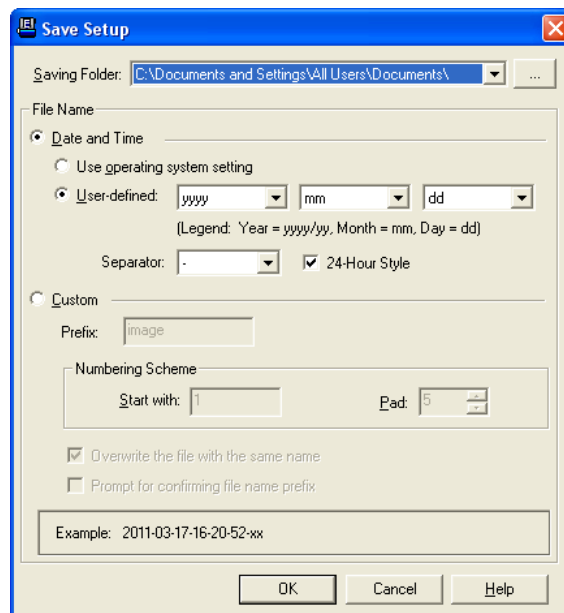 Save Setup
Saving Folder: C:\Documents and Settings\All Users\Documents\ ...
File Name
Date and Time
Use operating system setting
User-defined: yyyy mm dd
(Legend: Year = yyyy/yy, Month = mm, Day = dd)
Separator: - 24-Hour Style
Custom
Prefix: image
Numbering Scheme
Start with: 1 Pad: 5
Overwrite the file with the same name
Prompt for confirming file name prefix
Example: 2011-03-17-16-20-52-xx
OK Cancel Help